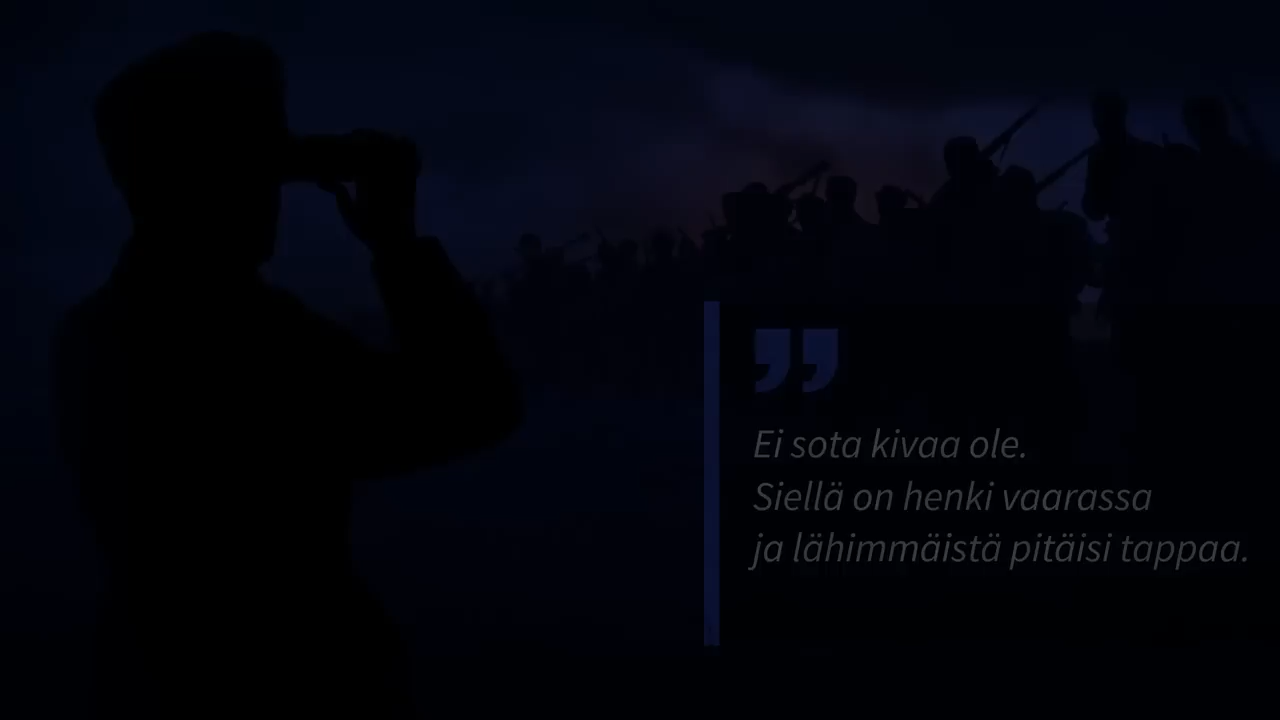 ”
Ei sota kivaa ole.
Siellä on henki vaarassa
ja lähimmäistä pitäisi tappaa.